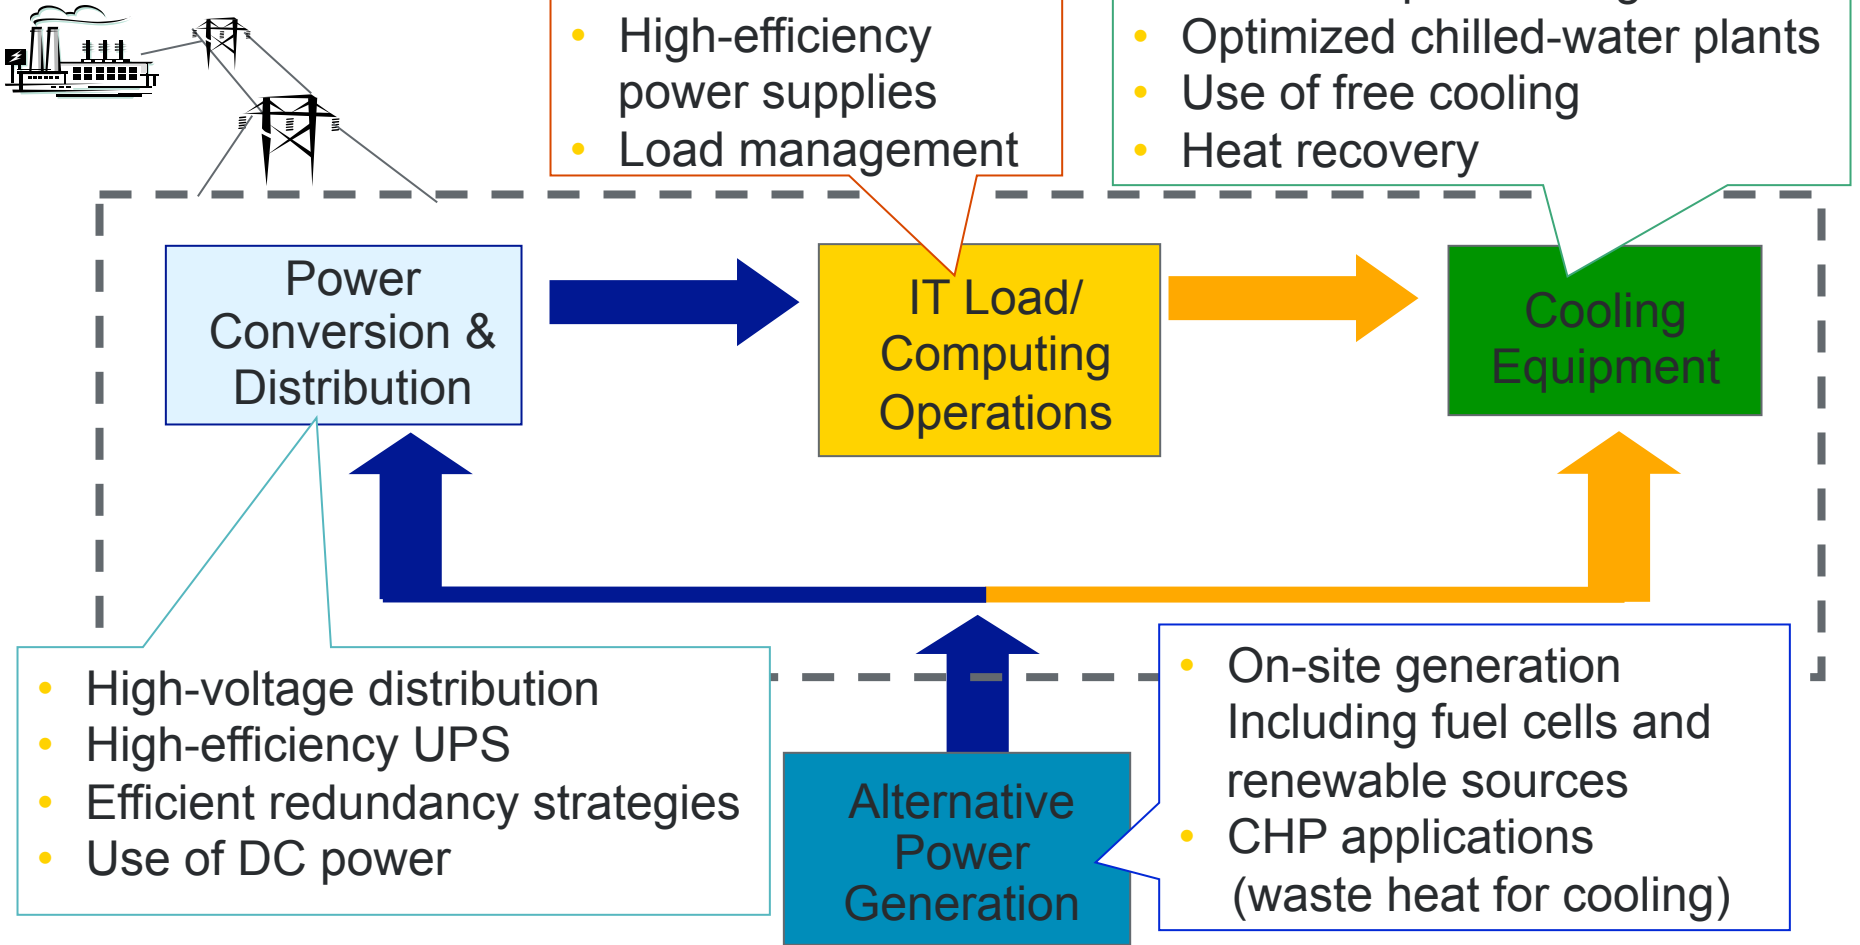 • High-efficiency
power supplies
• Load management
• Optimized chilled-water plants
• Use of free cooling
• Heat recovery
Power
Conversion &
Distribution
IT Load/
Computing
Operations
Cooling
Equipment
• High-voltage distribution
• High-efficiency UPS
• Efficient redundancy strategies
• Use of DC power
Alternative
Power
Generation
• On-site generation
Including fuel cells and
renewable sources
• CHP applications
(waste heat for cooling)